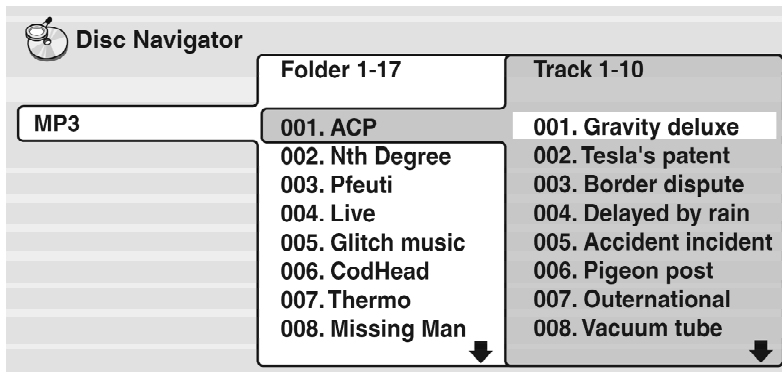 Disc Navigator
Folder 1-17
Track 1-10
MP3
001. ACP
002. Nth Degree
003. Pfeuti
004. Live
005. Glitch music
006. CodHead
007. Thermo
008. Missing Man
001. Gravity deluxe
002. Tesla's patent
003. Border dispute
004. Delayed by rain
005. Accident incident
006. Pigeon post
007. Outernational
008. Vacuum tube